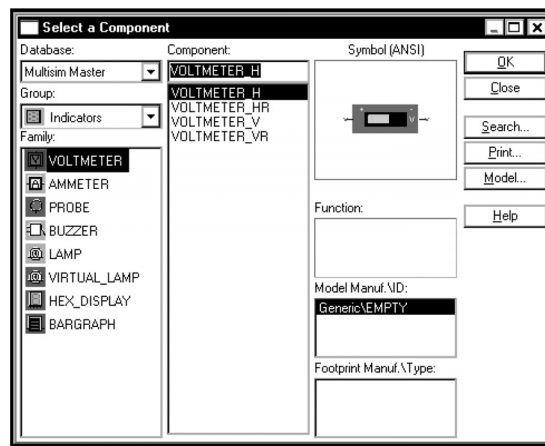 Select a Component
Database:
Multisim Master
Group:
Indicators
Family:
VOLTMETER
AMMETER
PROBE
BUZZER
LAMP
VIRTUAL_LAMP
HEX_DISPLAY
BARGRAPH
Component:
VOLTMETER_H
VOLTMETER_H
VOLTMETER_HR
VOLTMETER_V
VOLTMETER_VR
Symbol (ANSI)
+ -
V
Function:
Model Manuf.\ID:
Generic\EMPTY
Footprint Manuf.\Type:
OK
Close
Search...
Print...
Model...
Help